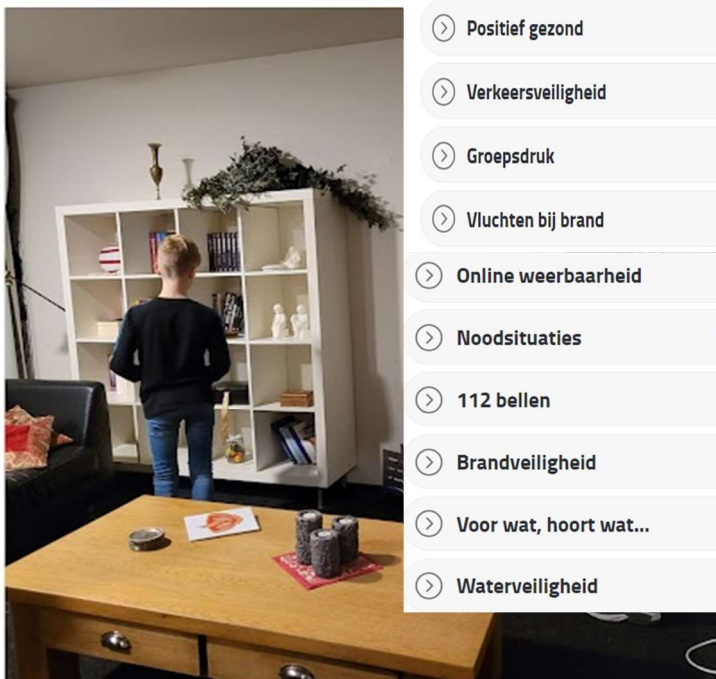 Positief gezond
Verkeersveiligheid
Groepsdruk
Vluchten bij brand
Online weerbaarheid
Noodsituaties
112 bellen
Brandveiligheid
Voor wat, hoort wat...
Waterveiligheid